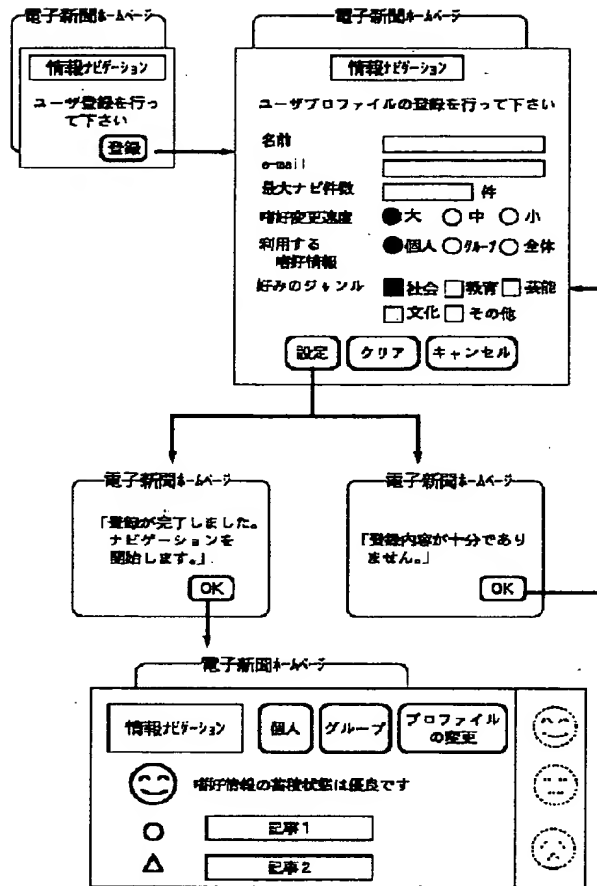 電子新聞ホームページ
情報ナビゲーション
ユーザ登録を行っ
て下さい
登録
電子新聞ホームページ
情報ナビゲーション
ユーザプロファイルの登録を行って下さい
名前
e-mail
最大ナビ件数 件
嗜好変更速度 大 中 小
利用する 個人 グループ 全体
嗜好情報
好みのジャンル 社会 教育 芸能
文化 その他
設定 クリア キャンセル
電子新聞ホームページ
「登録が完了しました。
ナビゲーションを
開始します。」
OK
電子新聞ホームページ
「登録内容が十分であり
ません。」
OK
電子新聞ホームページ
情報ナビゲーション 個人 グループ プロファイル
の変更
嗜好情報の蓄積状態は優良です
記事1
記事2